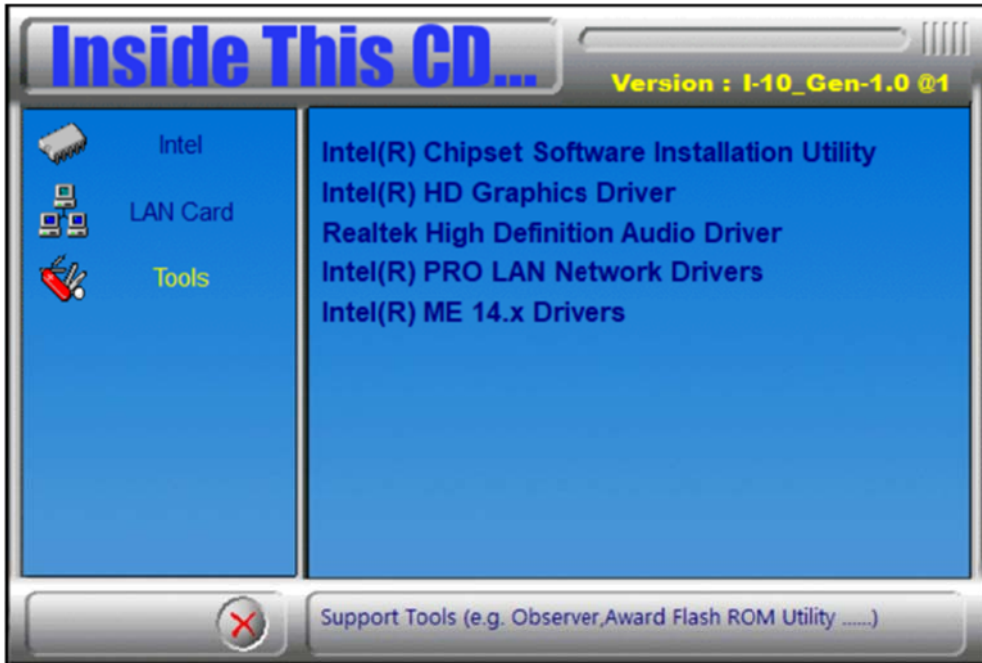 Inside This CD...
Version : I-10_Gen-1.0 @1
Intel
LAN Card
Tools
Intel(R) Chipset Software Installation Utility
Intel(R) HD Graphics Driver
Realtek High Definition Audio Driver
Intel(R) PRO LAN Network Drivers
Intel(R) ME 14.x Drivers
Support Tools (e.g. Observer,Award Flash ROM Utility ......)